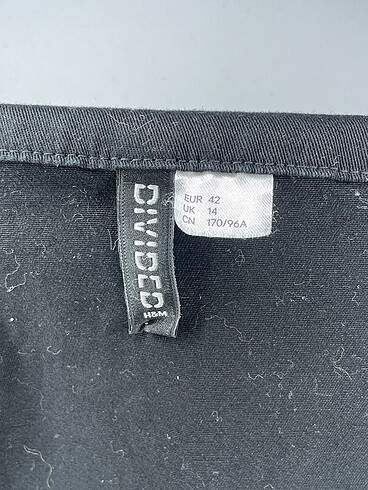 DIVIDED
H&M
EUR 42
UK 14
CN 170/96A